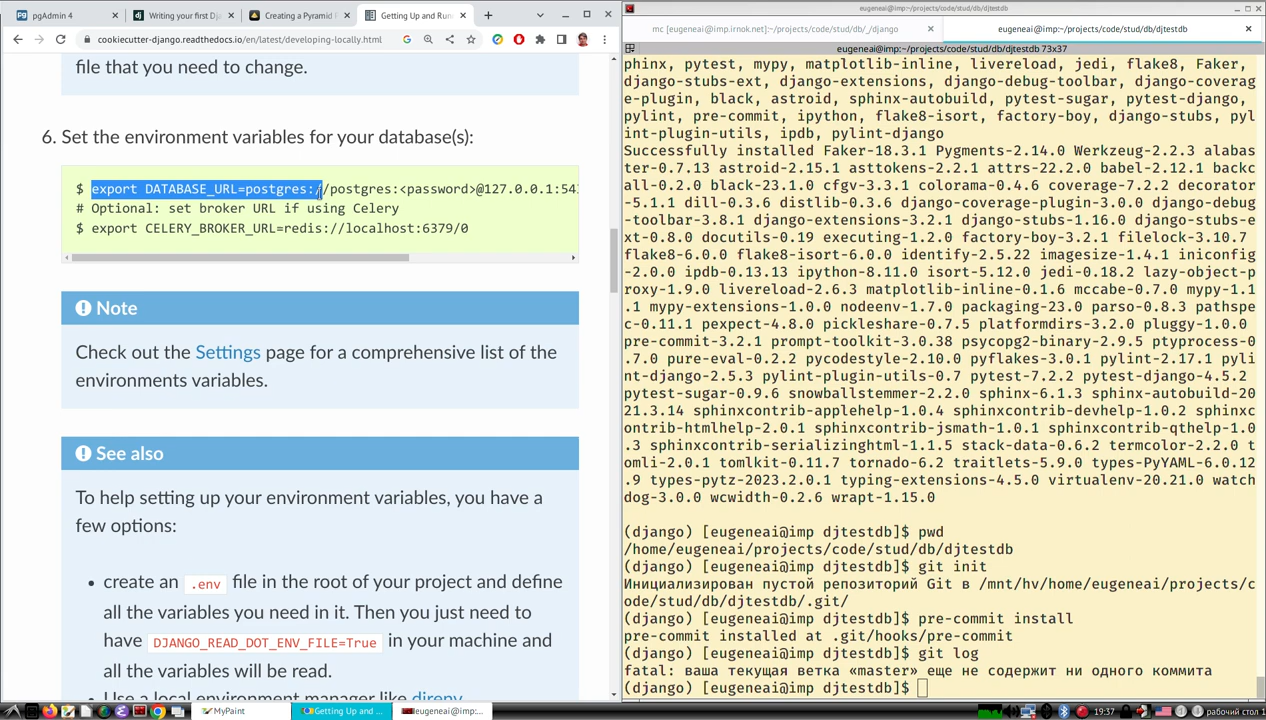 pgAdmin 4
Writing your first Dj
Creating a Pyramid P
Getting Up and Runn
cookiecutter-django.readthedocs.io/en/latest/developing-locally.html
file that you need to change.
6. Set the environment variables for your database(s):
$ export DATABASE_URL=postgres://postgres:<password>@127.0.0.1:543
# Optional: set broker URL if using Celery
$ export CELERY_BROKER_URL=redis://localhost:6379/0
Note
Check out the Settings page for a comprehensive list of the
environments variables.
See also
To help setting up your environment variables, you have a
few options:
• create an .env file in the root of your project and define
all the variables you need in it. Then you just need to
have DJANGO_READ_DOT_ENV_FILE=True in your machine and
all the variables will be read.
• Use a local environment manager like direnv
eugeneai@imp:~/projects/code/stud/db/djtestdb
mc [eugeneai@imp.irnok.net]:~/projects/code/stud/db/_/django
eugeneai@imp:~/projects/code/stud/db/djtestdb
eugeneai@imp:~/projects/code/stud/db/djtestdb 73x37
phinx, pytest, mypy, matplotlib-inline, livereload, jedi, flake8, Faker,
django-stubs-ext, django-extensions, django-debug-toolbar, django-coverag
e-plugin, black, astroid, sphinx-autobuild, pytest-sugar, pytest-django,
pylint, pre-commit, ipython, flake8-isort, factory-boy, django-stubs, pyl
int-plugin-utils, ipdb, pylint-django
Successfully installed Faker-18.3.1 Pygments-2.14.0 Werkzeug-2.2.3 alabas
ter-0.7.13 astroid-2.15.1 asttokens-2.2.1 attrs-22.2.0 babel-2.12.1 backc
all-0.2.0 black-23.1.0 cfgv-3.3.1 colorama-0.4.6 coverage-7.2.2 decorator
-5.1.1 dill-0.3.6 distlib-0.3.6 django-coverage-plugin-3.0.0 django-debug
-toolbar-3.8.1 django-extensions-3.2.1 django-stubs-1.16.0 django-stubs-e
xt-0.8.0 docutils-0.19 executing-1.2.0 factory-boy-3.2.1 filelock-3.10.7
flake8-6.0.0 flake8-isort-6.0.0 identify-2.5.22 imagesize-1.4.1 iniconfig
-2.0.0 ipdb-0.13.13 ipython-8.11.0 isort-5.12.0 jedi-0.18.2 lazy-object-p
roxy-1.9.0 livereload-2.6.3 matplotlib-inline-0.1.6 mccabe-0.7.0 mypy-1.1
.1 mypy-extensions-1.0.0 nodeenv-1.7.0 packaging-23.0 parso-0.8.3 pathspe
c-0.11.1 pexpect-4.8.0 pickleshare-0.7.5 platformdirs-3.2.0 pluggy-1.0.0
pre-commit-3.2.1 prompt-toolkit-3.0.38 psycopg2-binary-2.9.5 ptyprocess-0
.7.0 pure-eval-0.2.2 pycodestyle-2.10.0 pyflakes-3.0.1 pylint-2.17.1 pyli
nt-django-2.5.3 pylint-plugin-utils-0.7 pytest-7.2.2 pytest-django-4.5.2
pytest-sugar-0.9.6 snowballstemmer-2.2.0 sphinx-6.1.3 sphinx-autobuild-20
21.3.14 sphinxcontrib-applehelp-1.0.4 sphinxcontrib-devhelp-1.0.2 sphinxc
ontrib-htmlhelp-2.0.1 sphinxcontrib-jsmath-1.0.1 sphinxcontrib-qthelp-1.0
.3 sphinxcontrib-serializinghtml-1.1.5 stack-data-0.6.2 termcolor-2.2.0 t
omli-2.0.1 tomlkit-0.11.7 tornado-6.2 traitlets-5.9.0 types-PyYAML-6.0.12
.9 types-pytz-2023.2.0.1 typing-extensions-4.5.0 virtualenv-20.21.0 watch
dog-3.0.0 wcwidth-0.2.6 wrapt-1.15.0
(django) [eugeneai@imp djtestdb]$ pwd
/home/eugeneai/projects/code/stud/db/djtestdb
(django) [eugeneai@imp djtestdb]$ git init
Инициализирован пустой репозиторий Git в /mnt/hv/home/eugeneai/projects/c
ode/stud/db/djtestdb/.git/
(django) [eugeneai@imp djtestdb]$ pre-commit install
pre-commit installed at .git/hooks/pre-commit
(django) [eugeneai@imp djtestdb]$ git log
fatal: ваша текущая ветка «master» еще не содержит ни одного коммита
(django) [eugeneai@imp djtestdb]$
MyPaint
Getting Up and ...
eugeneai@imp:...
19:37
рабочий стол 1